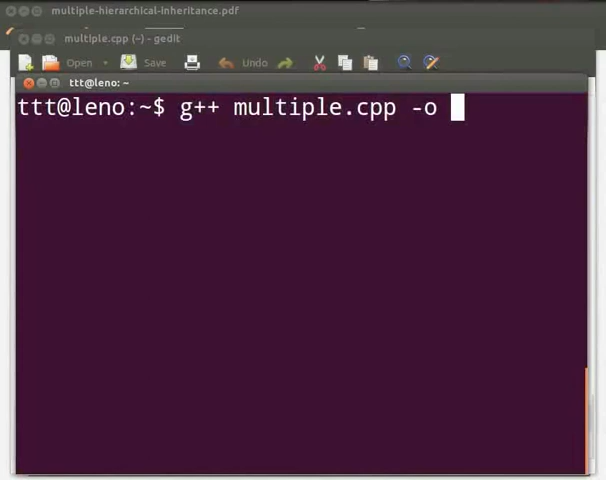 multiple-hierarchical-inheritance.pdf
multiple.cpp (~) - gedit
Open Save Undo
ttt@leno: ~
ttt@leno:~$ g++ multiple.cpp -o